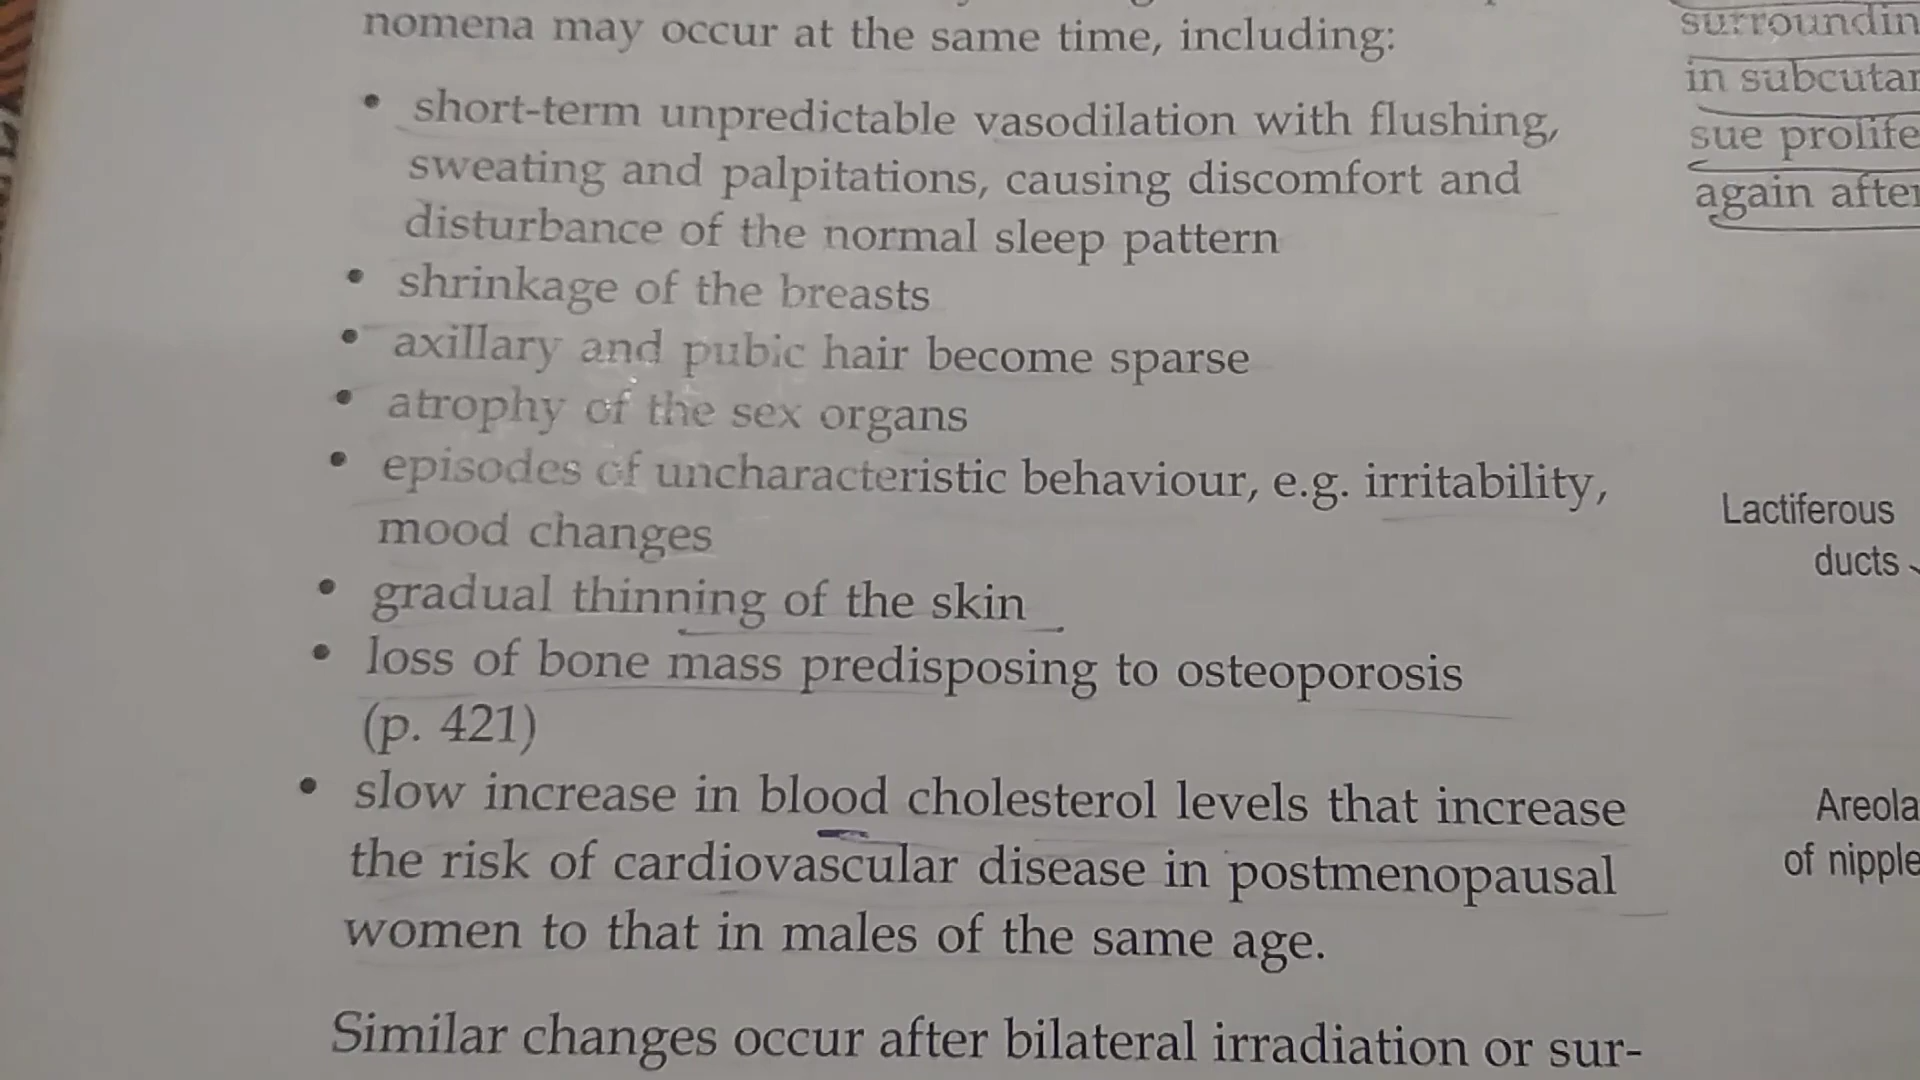 nomena may occur at the same time, including:
• short-term unpredictable vasodilation with flushing,
sweating and palpitations, causing discomfort and
disturbance of the normal sleep pattern
• shrinkage of the breasts
• axillary and pubic hair become sparse
• atrophy of the sex organs
• episodes of uncharacteristic behaviour, e.g. irritability,
mood changes
• gradual thinning of the skin
• loss of bone mass predisposing to osteoporosis
(p. 421)
• slow increase in blood cholesterol levels that increase
the risk of cardiovascular disease in postmenopausal
women to that in males of the same age.
Similar changes occur after bilateral irradiation or sur-
surroundin
in subcutan
sue prolife
again after
Lactiferous
ducts
Areola
of nipple